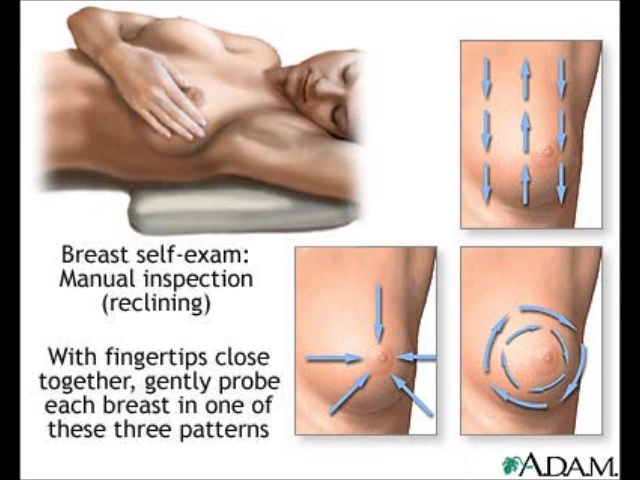 Breast self-exam:
Manual inspection
(reclining)
With fingertips close
together, gently probe
each breast in one of
these three patterns
A.D.A.M.